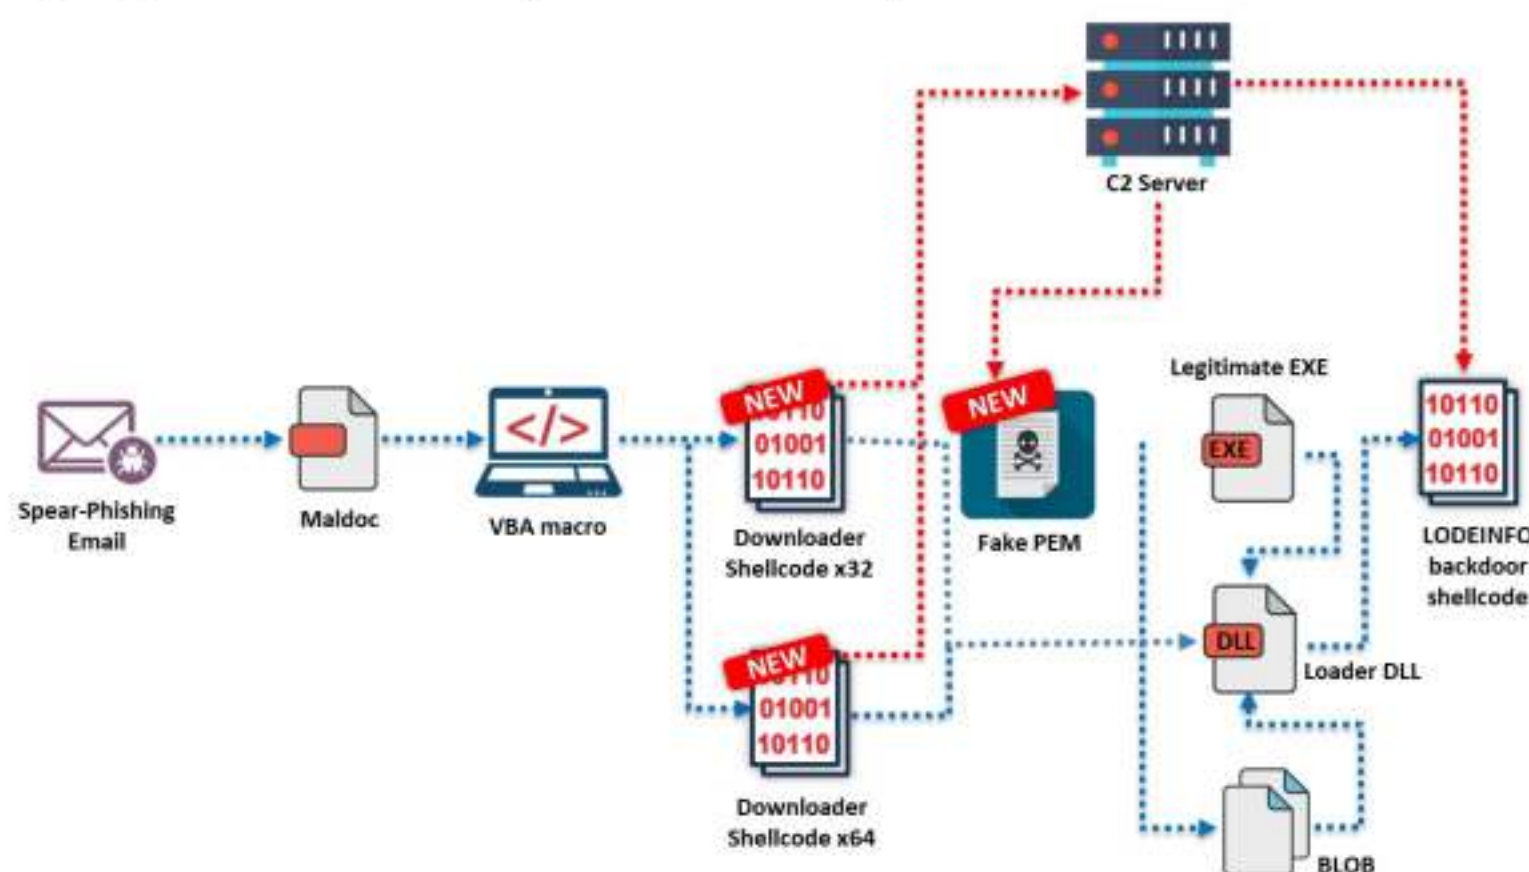 C2 Server
Legitimate EXE
NEW
01001
10110
NEW
EXE
10110
01001
10110
Spear-Phishing
Email
Maldoc
VBA macro
Downloader
Shellcode x32
Fake PEM
LODEINFO
backdoor
shellcode
NEW
01001
10110
DLL
Loader DLL
Downloader
Shellcode x64
BLOB